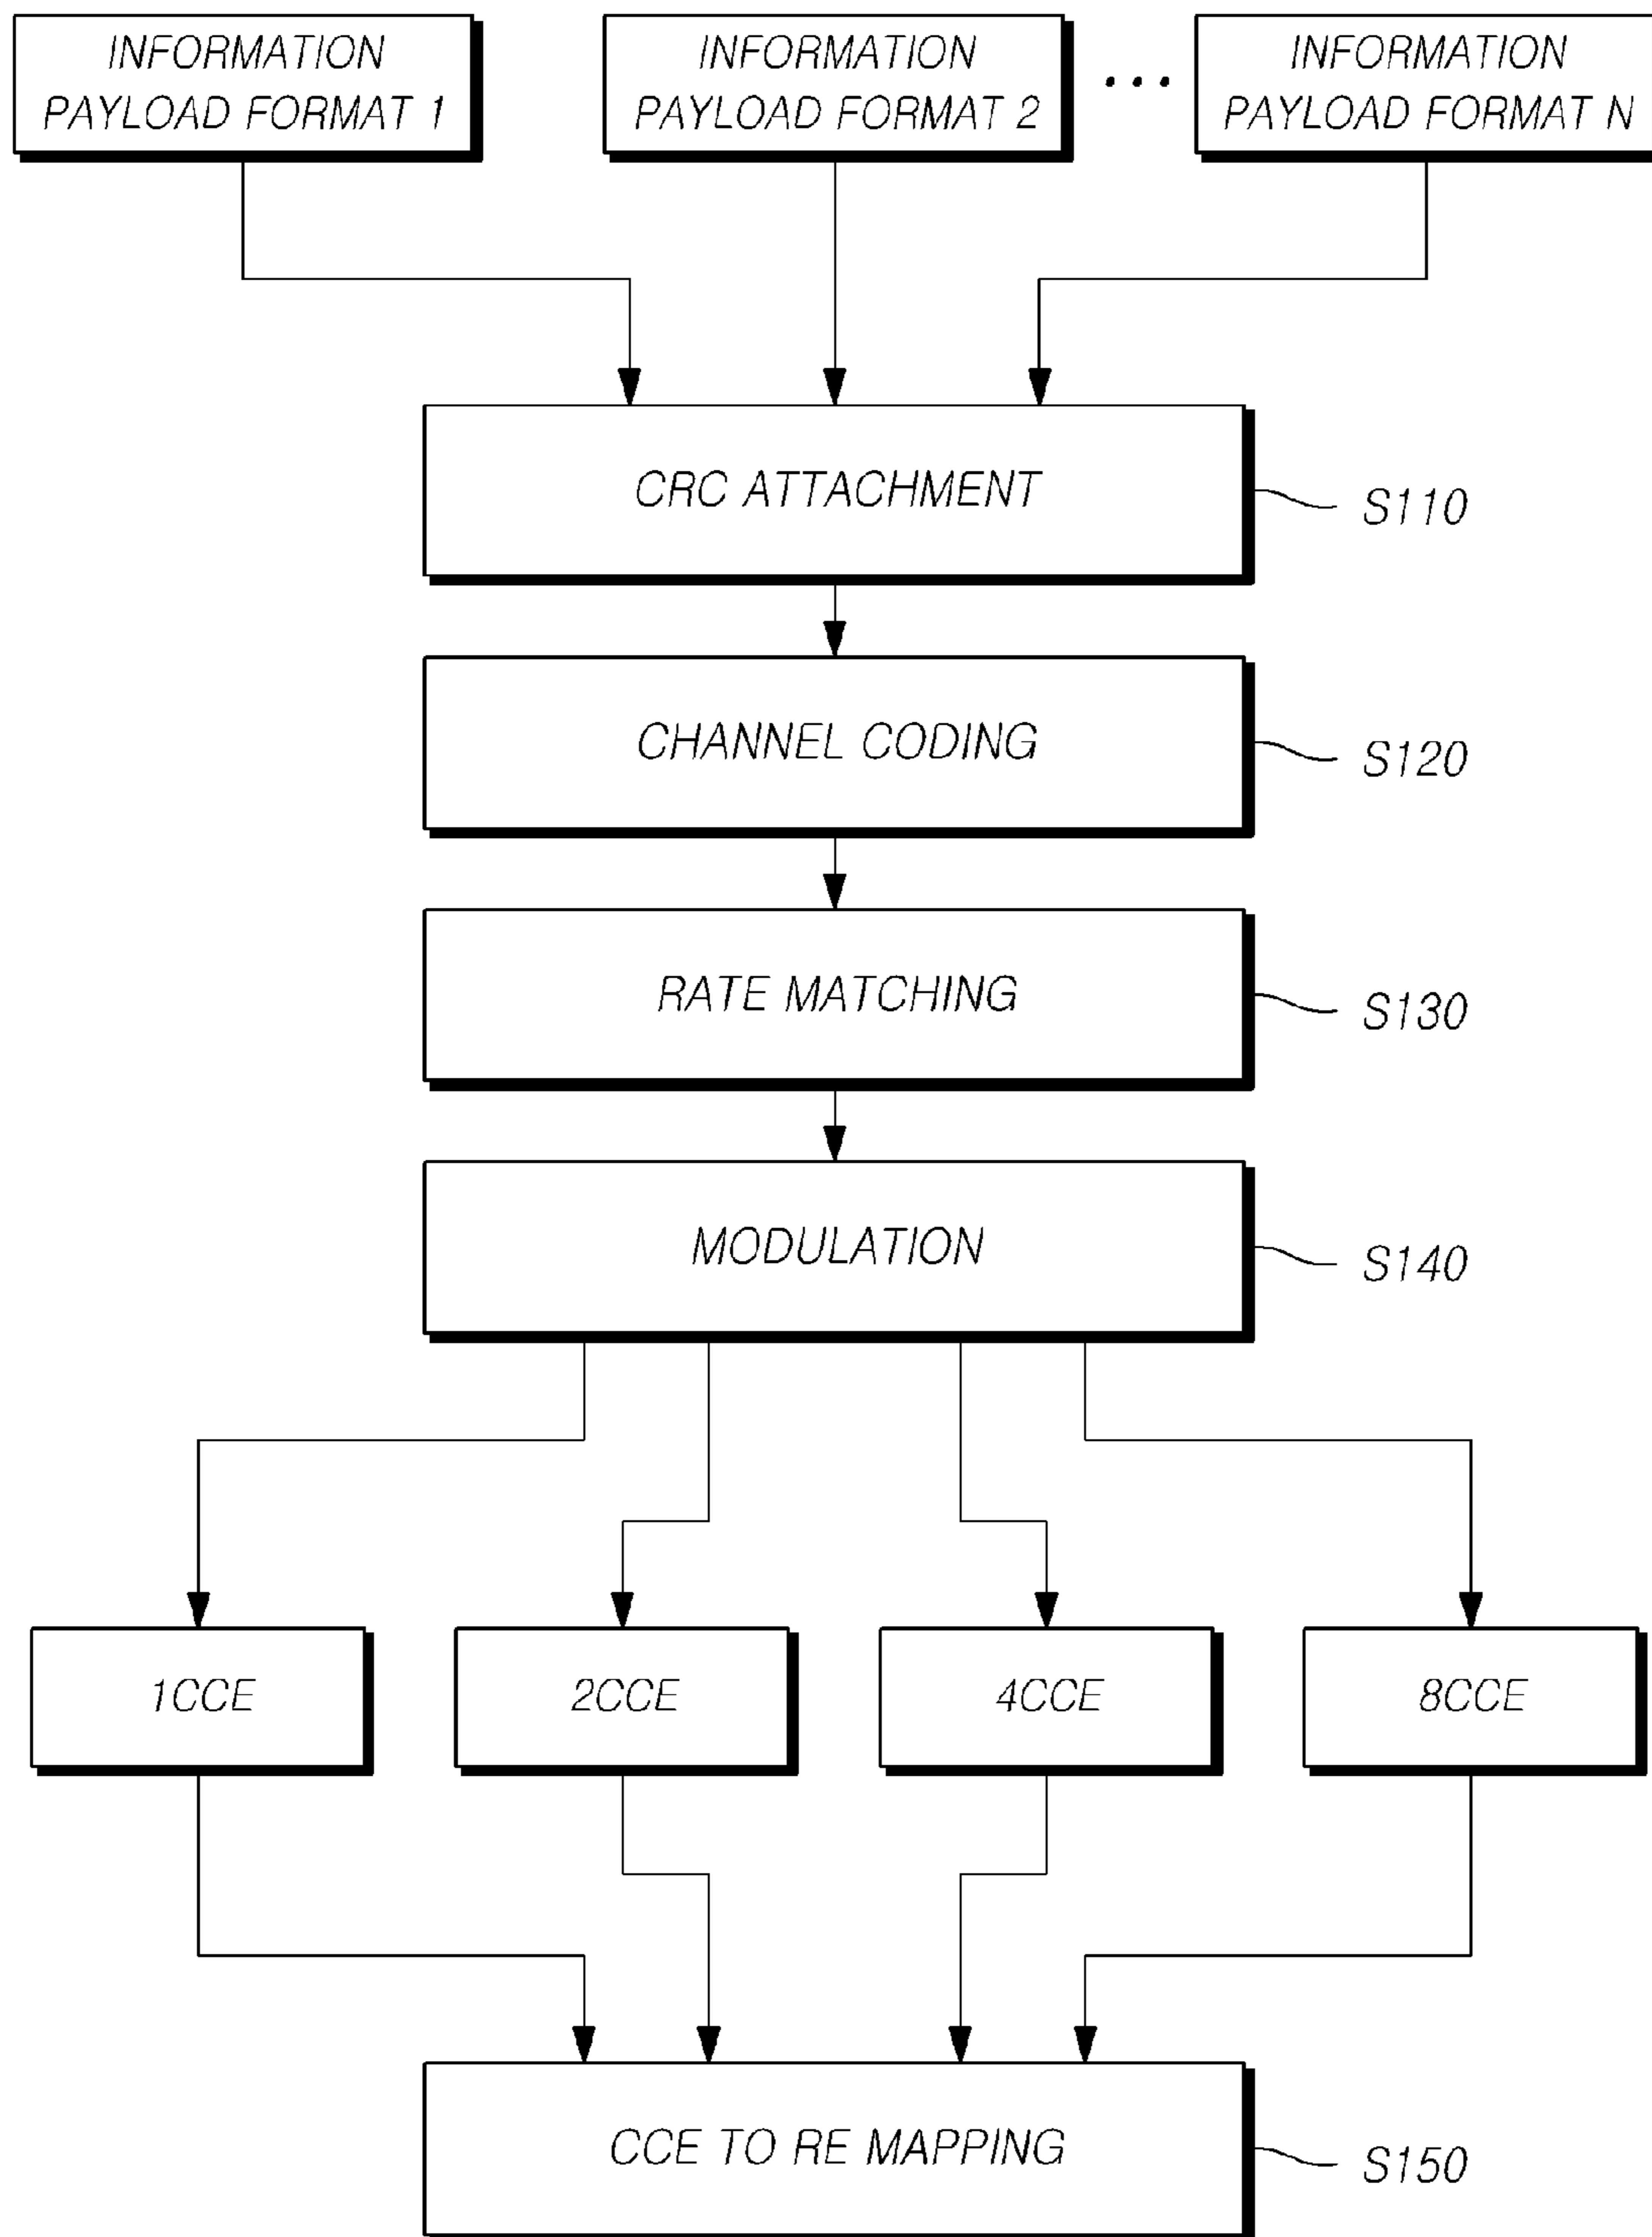 INFORMATION
PAYLOAD FORMAT 1
INFORMATION
PAYLOAD FORMAT 2
...
INFORMATION
PAYLOAD FORMAT N
CRC ATTACHMENT
S110
CHANNEL CODING
S120
RATE MATCHING
S130
MODULATION
S140
1CCE
2CCE
4CCE
8CCE
CCE TO RE MAPPING
S150